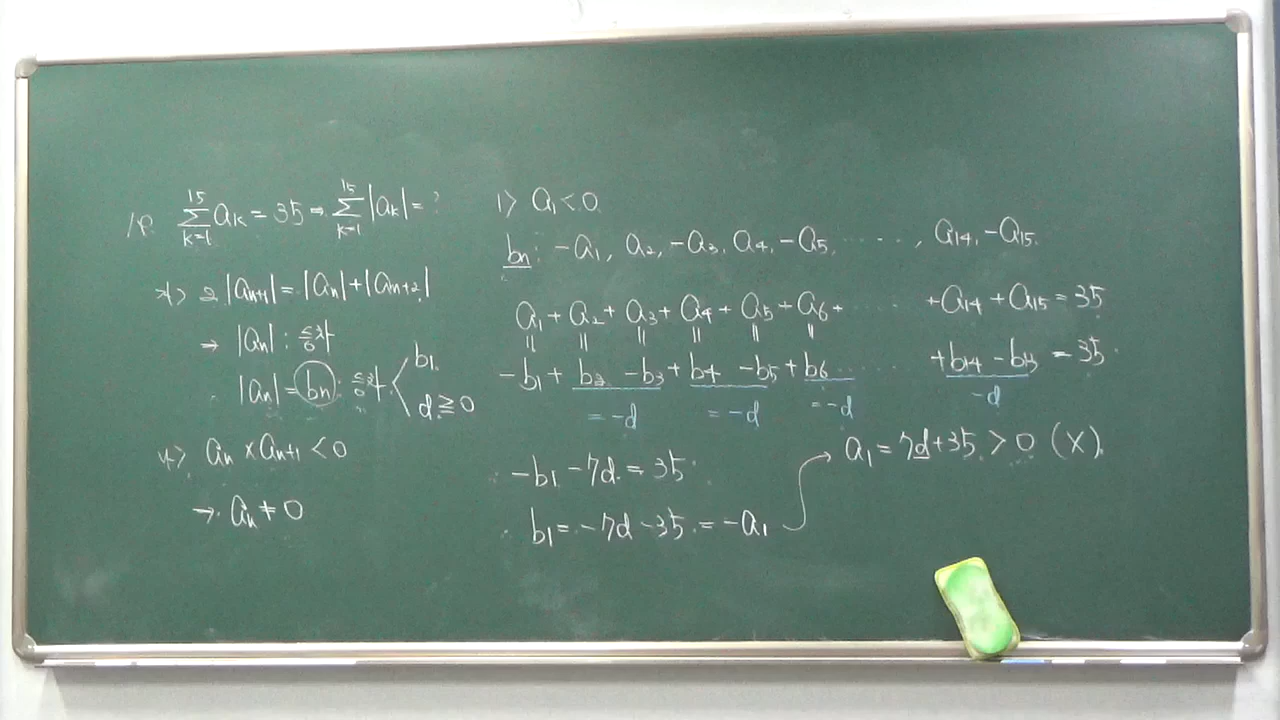 18. \sum_{k=1}^{15} a_k = 35 → \sum_{k=1}^{15} |a_k| = ?
가> 2|a_{n+1}| = |a_n| + |a_{n+2}|
→ |a_n| : 등차
|a_n| = b_n : 등차 < b_1, d ≥ 0
나> a_n × a_{n+1} < 0
→ a_n ≠ 0
1> a_1 < 0
b_n : -a_1, a_2, -a_3, a_4, -a_5, ‥‥‥, a_14, -a_15
a_1 + a_2 + a_3 + a_4 + a_5 + a_6 + ‥‥‥ + a_14 + a_15 = 35
-b_1 + b_2 - b_3 + b_4 - b_5 + b_6 ‥‥‥ + b_14 - b_15 = 35
= -d = -d = -d -d
-b_1 - 7d = 35
b_1 = -7d - 35 = -a_1
a_1 = 7d + 35 > 0 (X)